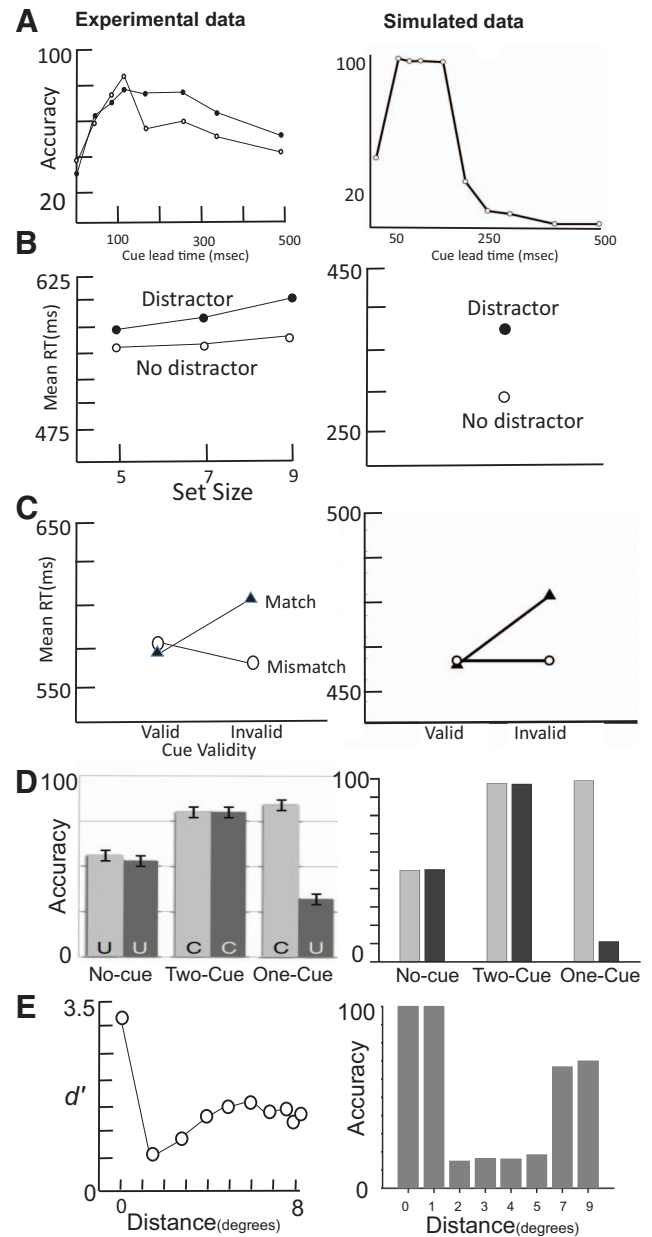 A Experimental data Simulated data
100 100
Accuracy
20 20
100 300 500 50 250 500
Cue lead time (msec) Cue lead time (msec)
B
625 450
Distractor Distractor
Mean RT(ms)
No distractor No distractor
475 250
5 7 9
Set Size
C
650 500
Mean RT(ms)
Match
Mismatch
550 450
Valid Invalid Valid Invalid
Cue Validity
D 100 100
Accuracy
U U C C C U
0 0
No-cue Two-Cue One-Cue No-cue Two-Cue One-Cue
E
3.5 100
d' Accuracy
0 0
0 8 0 1 2 3 4 5 7 9
Distance(degrees) Distance(degrees)